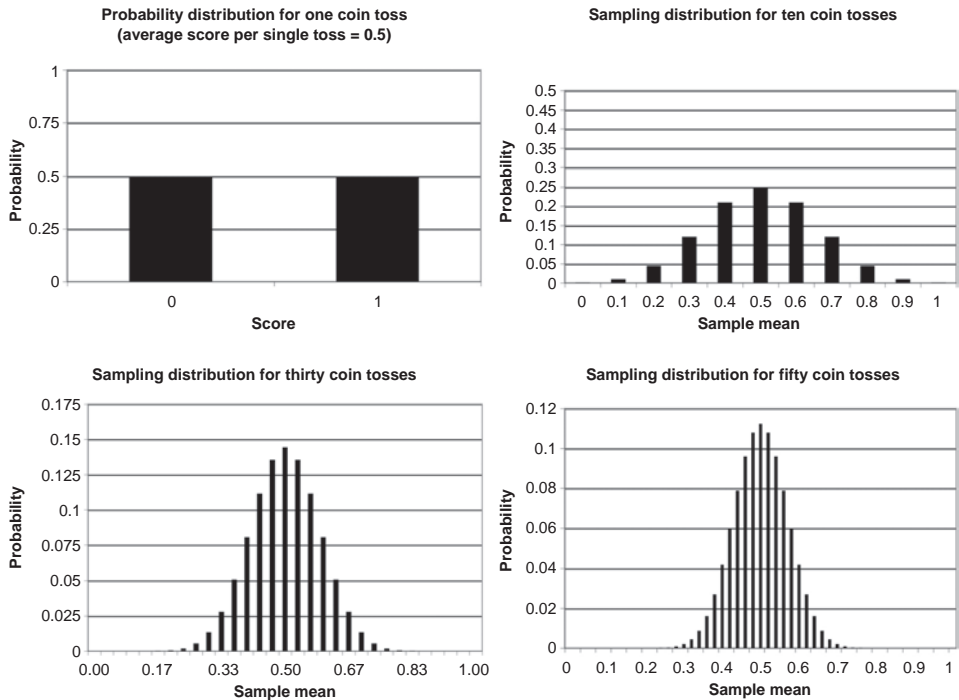 Probability distribution for one coin toss
(average score per single toss = 0.5)
1
0.75
0.5
0.25
0
Probability
0 1
Score
Sampling distribution for ten coin tosses
0.5
0.45
0.4
0.35
0.3
0.25
0.2
0.15
0.1
0.05
0
Probability
0 0.1 0.2 0.3 0.4 0.5 0.6 0.7 0.8 0.9 1
Sample mean
Sampling distribution for thirty coin tosses
0.175
0.15
0.125
0.1
0.075
0.05
0.025
0
Probability
0.00 0.17 0.33 0.50 0.67 0.83 1.00
Sample mean
Sampling distribution for fifty coin tosses
0.12
0.1
0.08
0.06
0.04
0.02
0
Probability
0 0.1 0.2 0.3 0.4 0.5 0.6 0.7 0.8 0.9 1
Sample mean